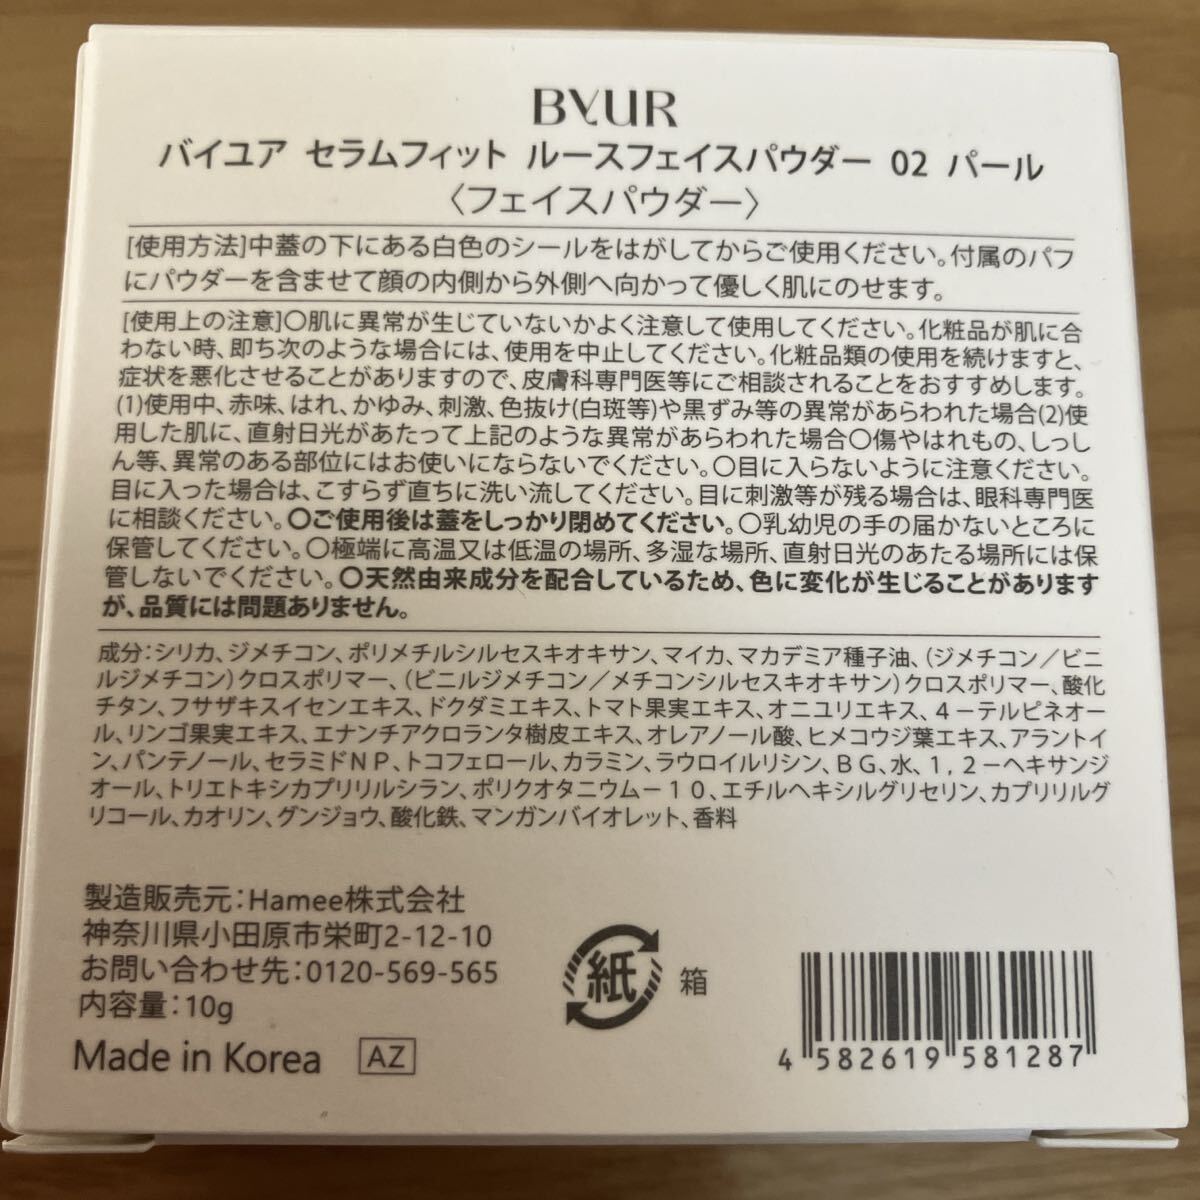 BYUR
バイユア セラムフィット ルースフェイスパウダー 02 パール
〈フェイスパウダー〉
[使用方法]中蓋の下にある白色のシールをはがしてからご使用ください。付属のパフ
にパウダーを含ませて顔の内側から外側へ向かって優しく肌にのせます。
[使用上の注意]〇肌に異常が生じていないかよく注意して使用してください。化粧品が肌に合
わない時、即ち次のような場合には、使用を中止してください。化粧品類の使用を続けますと、
症状を悪化させることがありますので、皮膚科専門医等にご相談されることをおすすめします。
(1)使用中、赤味、はれ、かゆみ、刺激、色抜け(白斑等)や黒ずみ等の異常があらわれた場合(2)使
用した肌に、直射日光があたって上記のような異常があらわれた場合〇傷やはれもの、しっし
ん等、異常のある部位にはお使いにならないでください。〇目に入らないように注意ください。
目に入った場合は、こすらず直ちに洗い流してください。目に刺激等が残る場合は、眼科専門医
に相談ください。〇ご使用後は蓋をしっかり閉めてください。〇乳幼児の手の届かないところに
保管してください。〇極端に高温又は低温の場所、多湿な場所、直射日光のあたる場所には保
管しないでください。〇天然由来成分を配合しているため、色に変化が生じることがあります
が、品質には問題ありません。
成分:シリカ、ジメチコン、ポリメチルシルセスキオキサン、マイカ、マカデミア種子油、(ジメチコン/ビニ
ルジメチコン)クロスポリマー、(ビニルジメチコン/メチコンシルセスキオキサン)クロスポリマー、酸化
チタン、フサザキスイセンエキス、ドクダミエキス、トマト果実エキス、オニユリエキス、4-テルピネオー
ル、リンゴ果実エキス、エナンチアクロランタ樹皮エキス、オレアノール酸、ヒメコウジ葉エキス、アラントイ
ン、パンテノール、セラミドNP、トコフェロール、カラミン、ラウロイルリシン、BG、水、1,2-ヘキサンジ
オール、トリエトキシカプリリルシラン、ポリクオタニウム-10、エチルヘキシルグリセリン、カプリリルグ
リコール、カオリン、グンジョウ、酸化鉄、マンガンバイオレット、香料
製造販売元:Hamee株式会社
神奈川県小田原市栄町2-12-10
お問い合わせ先:0120-569-565
内容量:10g
Made in Korea AZ
紙 箱
4 582619 581287